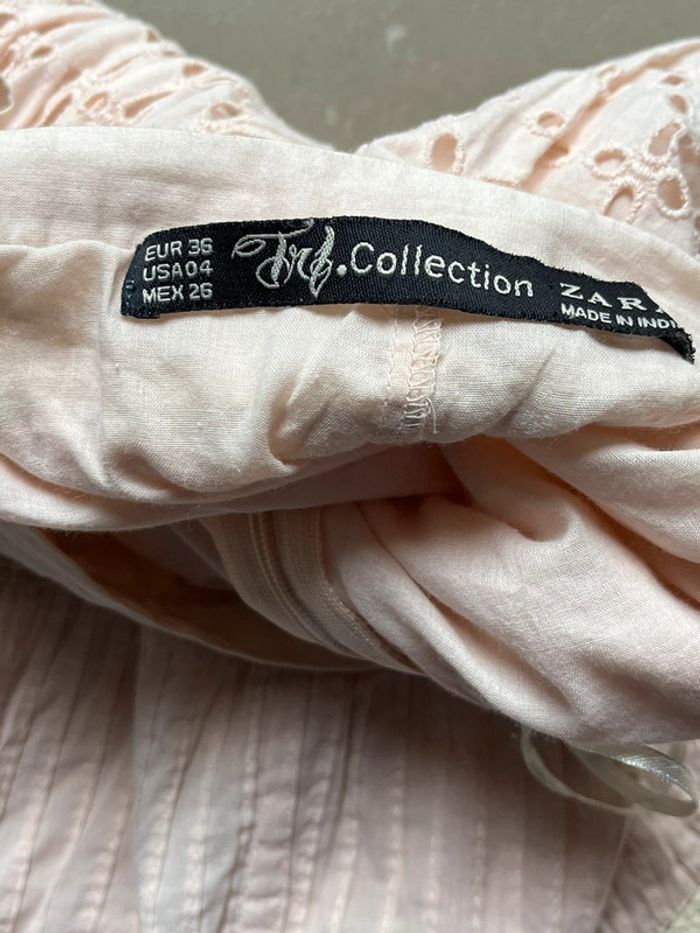 EUR 36
USA 04
MEX 26
Trf.Collection
ZARA
MADE IN INDIA